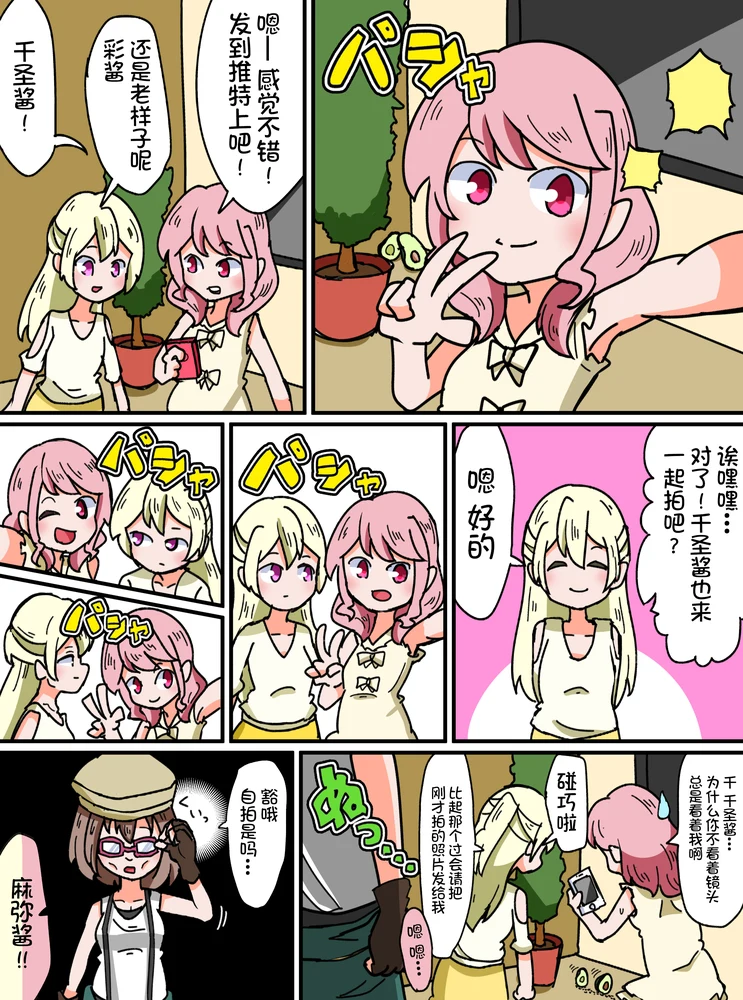 パシャ
嗯ー感觉不错！
发到推特上吧！
还是老样子呢
彩酱
千圣酱！
诶嘿嘿…
对了！千圣酱也来
一起拍吧？
嗯 好的
パシャ
パシャ
パシャ
千 千圣酱…
为什么你不看着镜头
总是看着我啊
碰巧啦
比起那个过会请把
刚才拍的照片发给我
嗯 嗯…
ぬっ…
豁哦
自拍是吗…
麻弥酱！！